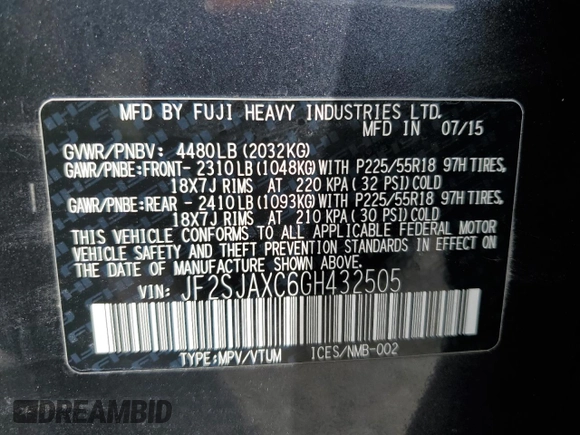 MFD BY FUJI HEAVY INDUSTRIES LTD.
MFD IN 07/15
GVWR/PNBV: 4480LB(2032KG)
GAWR/PNBE:FRONT-2310LB(1048KG)WITH P225/55R18 97H TIRES,
18X7J RIMS AT 220 KPA(32 PSI)COLD
GAWR/PNBE:REAR -2410LB(1093KG)WITH P225/55R18 97H TIRES,
18X7J RIMS AT 210 KPA(30 PSI)COLD
THIS VEHICLE CONFORMS TO ALL APPLICABLE FEDERAL MOTOR
VEHICLE SAFETY AND THEFT PREVENTION STANDARDS IN EFFECT ON
THE DATE OF MANUFACTURE SHOWN ABOVE.
VIN: JF2SJAXC6GH432505
TYPE:MPV/VTUM ICES/NMB-002
DREAMBID